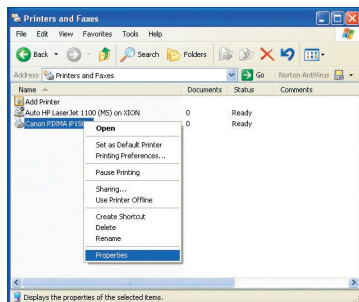 Printers and Faxes
File Edit View Favorites Tools Help
Back Search Folders
Address Printers and Faxes Go Norton AntiVirus
Name Documents Status Comments
Add Printer
Auto HP LaserJet 1100 (MS) on XION 0 Ready
Canon PIXMA iP150 0 Ready
Open
Set as Default Printer
Printing Preferences...
Pause Printing
Sharing...
Use Printer Offline
Create Shortcut
Delete
Rename
Properties
Displays the properties of the selected items.